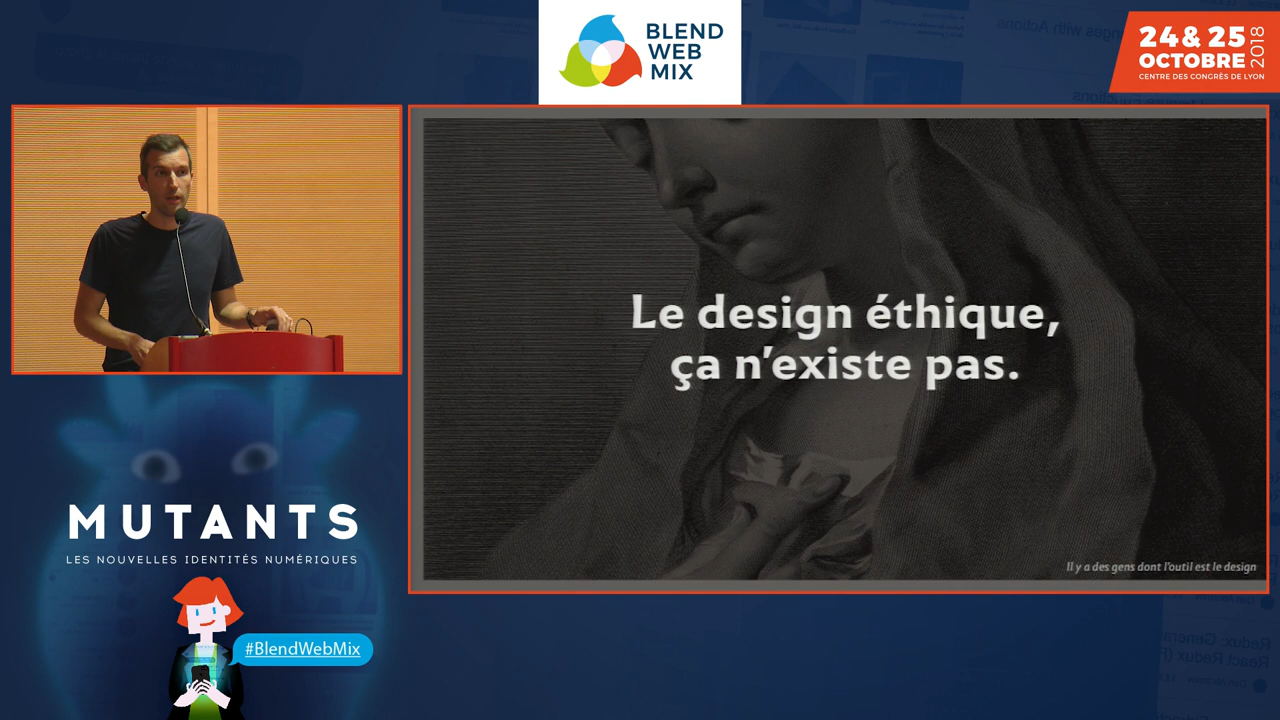 BLEND
WEB
MIX
24 & 25
OCTOBRE
2018
CENTRE DES CONGRÈS DE LYON
Le design éthique,
ça n'existe pas.
Il y a des gens dont l'outil est le design
MUTANTS
LES NOUVELLES IDENTITÉS NUMÉRIQUES
#BlendWebMix